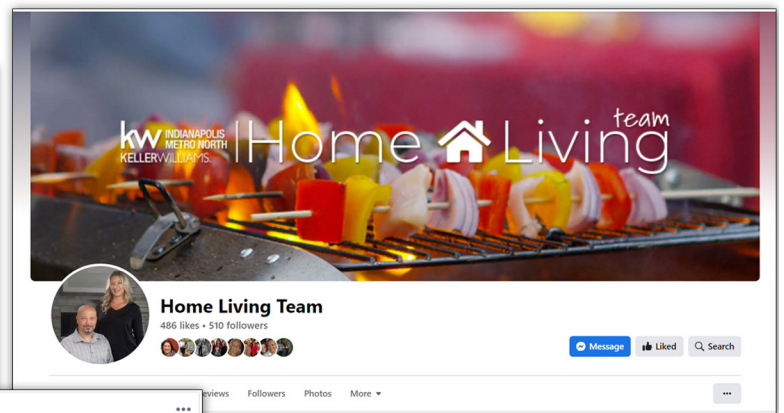 team
KW INDIANAPOLIS METRO NORTH
KELLERWILLIAMS.
Home Living
Home Living Team
486 likes • 510 followers
Message Liked Search
Followers Photos More